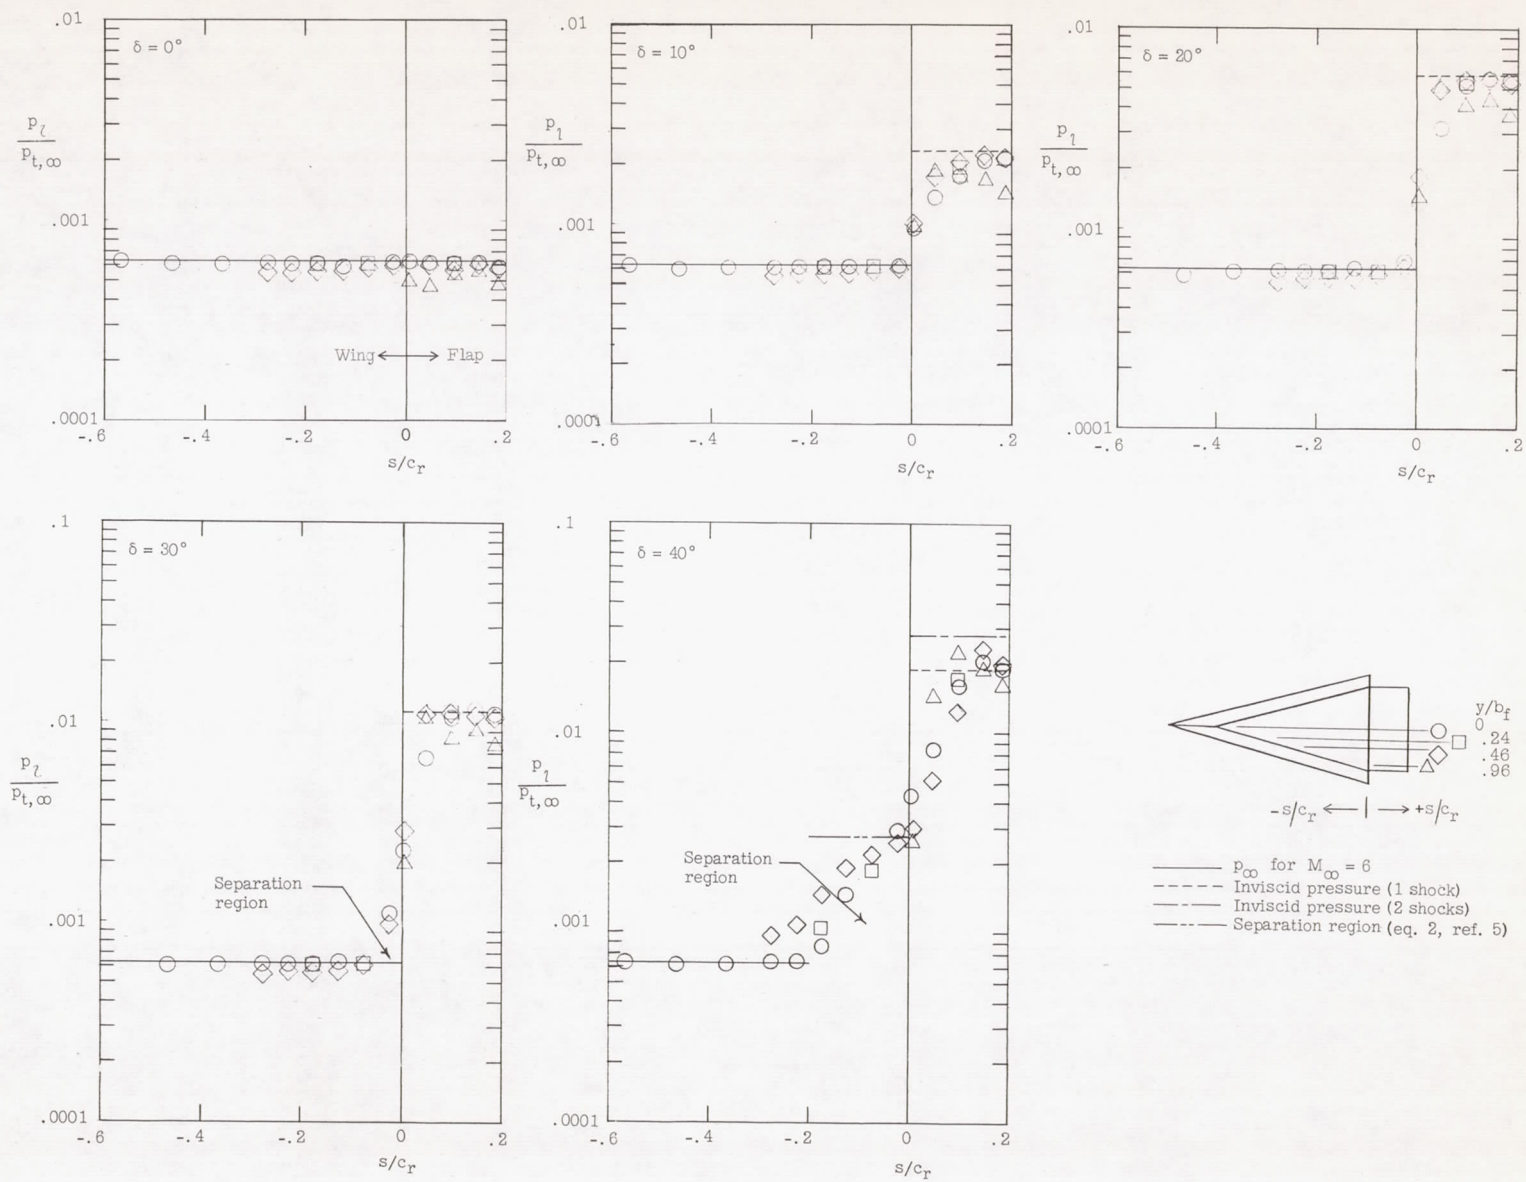 .01
δ = 0°
p_l
p_t,∞
.001
Wing ← → Flap
.0001
-.6 -.4 -.2 0 .2
s/c_r
.01
δ = 10°
p_l
p_t,∞
.001
.0001
-.6 -.4 -.2 0 .2
s/c_r
.01
δ = 20°
p_l
p_t,∞
.001
.0001
-.6 -.4 -.2 0 .2
s/c_r
.1
δ = 30°
.01
p_l
p_t,∞
Separation
region
.001
.0001
-.6 -.4 -.2 0 .2
s/c_r
.1
δ = 40°
.01
p_l
p_t,∞
Separation
region
.001
.0001
-.6 -.4 -.2 0 .2
s/c_r
y/b_f
0
.24
.46
.96
-s/c_r ← → +s/c_r
p_∞ for M_∞ = 6
Inviscid pressure (1 shock)
Inviscid pressure (2 shocks)
Separation region (eq. 2, ref. 5)